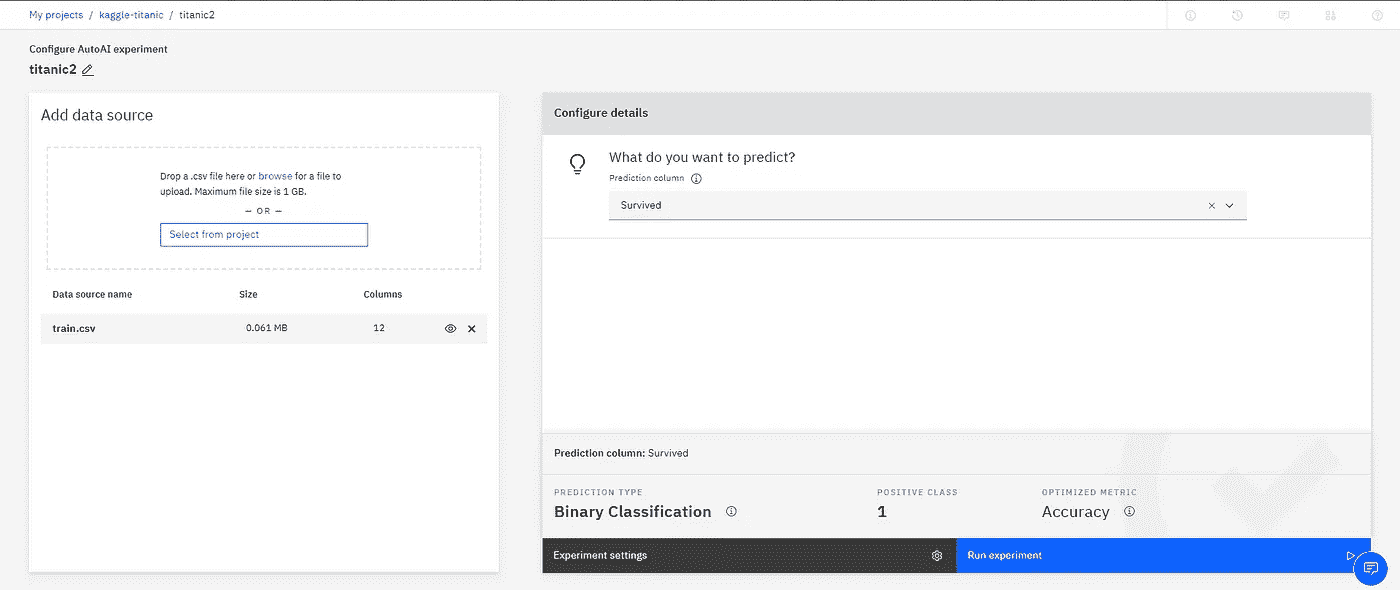 My projects / kaggle-titanic / titanic2
Configure AutoAI experiment
titanic2
Add data source
Drop a .csv file here or browse for a file to
upload. Maximum file size is 1 GB.
— OR —
Select from project
Data source name Size Columns
train.csv 0.061 MB 12
Configure details
What do you want to predict?
Prediction column
Survived
Prediction column: Survived
PREDICTION TYPE POSITIVE CLASS OPTIMIZED METRIC
Binary Classification 1 Accuracy
Experiment settings Run experiment